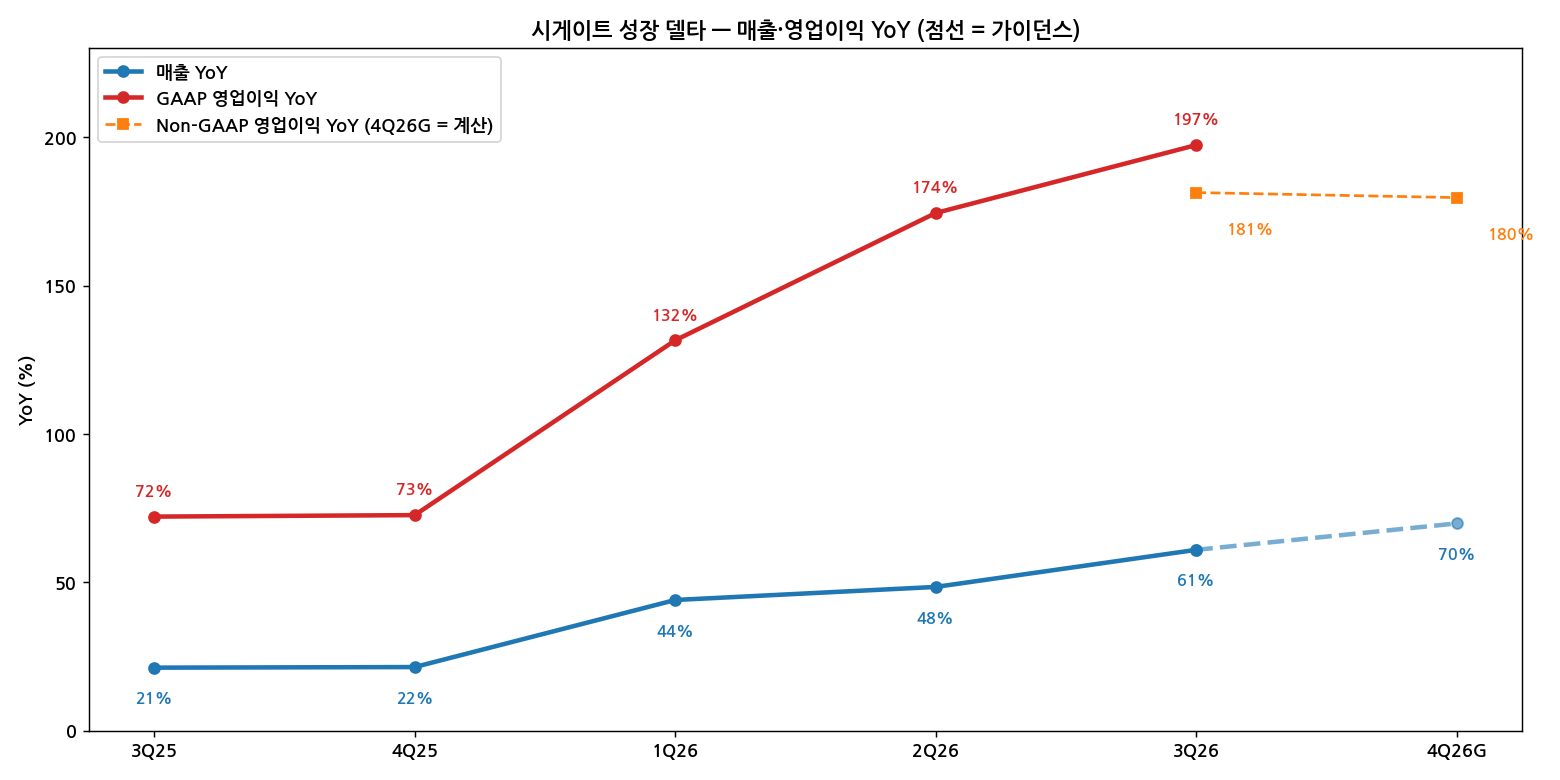 시게이트 성장 델타 — 매출·영업이익 YoY (점선 = 가이던스)
매출 YoY
GAAP 영업이익 YoY
Non-GAAP 영업이익 YoY (4Q26G = 계산)
YoY (%)
200
150
100
50
0
197%
181%
180%
174%
132%
72%
73%
21%
22%
44%
48%
61%
70%
3Q25
4Q25
1Q26
2Q26
3Q26
4Q26G